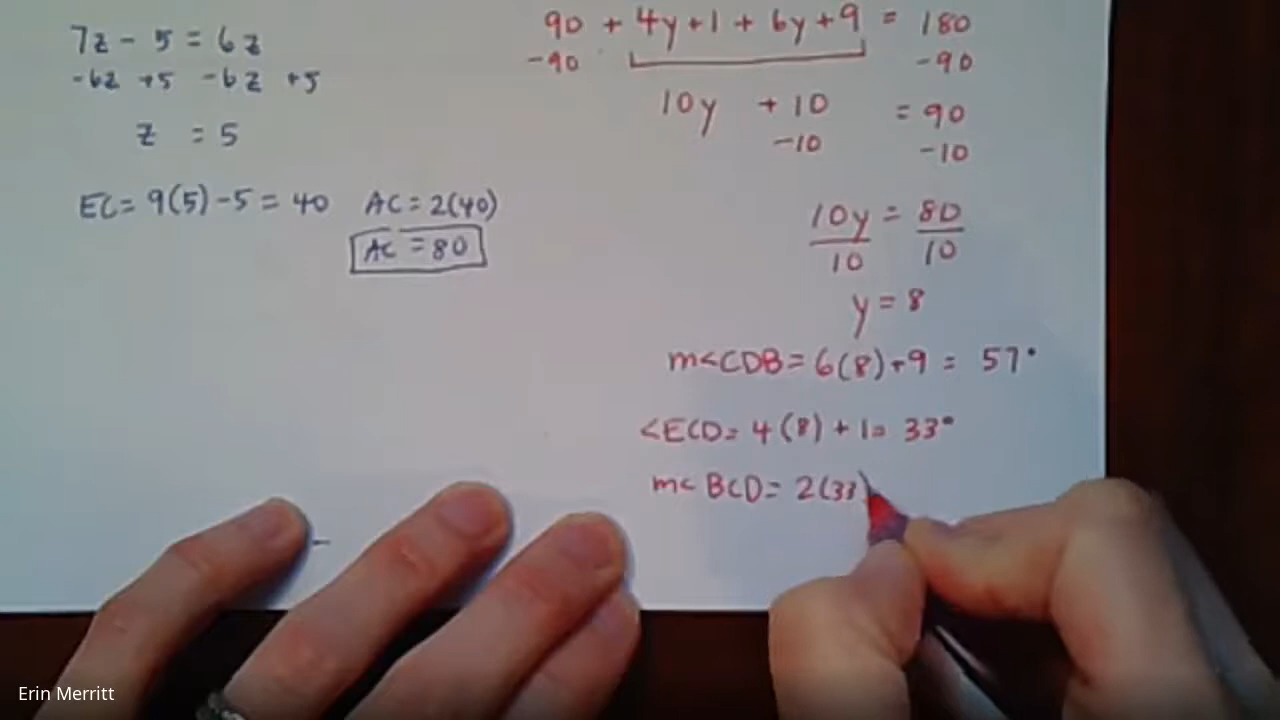 7z - 5 = 6z
-6z +5 -6z +5
z = 5
EC = 9(5) - 5 = 40 AC = 2(40)
AC = 80
90 + 4y + 1 + 6y + 9 = 180
-90 -90
10y + 10 = 90
-10 -10
10y = 80
10 10
y = 8
m<CDB = 6(8) + 9 = 57°
<ECD = 4(8) + 1 = 33°
m< BCD = 2(33)
Erin Merritt